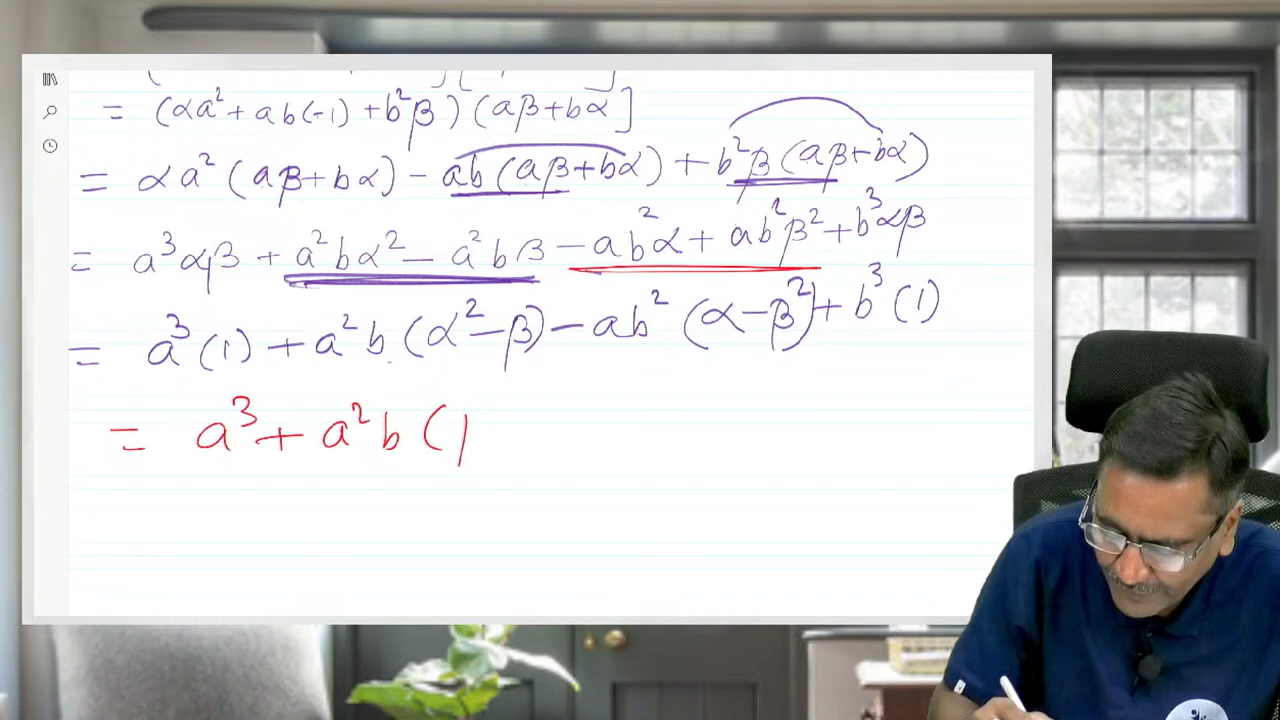 = (αa²+ab(-1)+b²β)(aβ+bα]
= αa²(aβ+bα)-ab(aβ+bα)+b²β(aβ+bα)
= a³αβ+a²bα²-a²bβ-ab²α+ab²β²+b³αβ
= a³(1)+a²b(α²-β)-ab²(α-β²)+b³(1)
= a³+a²b(1